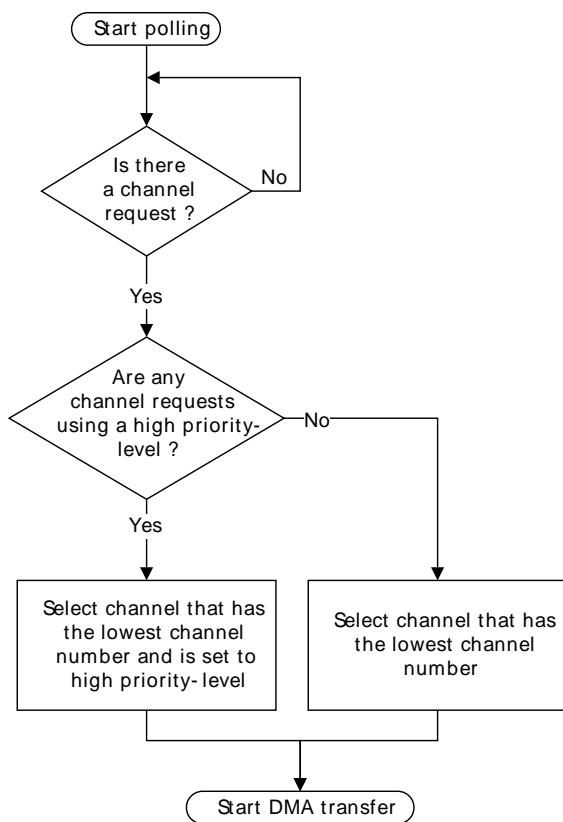 Start polling
Is there
a channel
request ?
No
Yes
Are any
channel requests
using a high priority-
level ?
No
Yes
Select channel that has
the lowest channel
number and is set to
high priority- level
Select channel that has
the lowest channel
number
Start DMA transfer